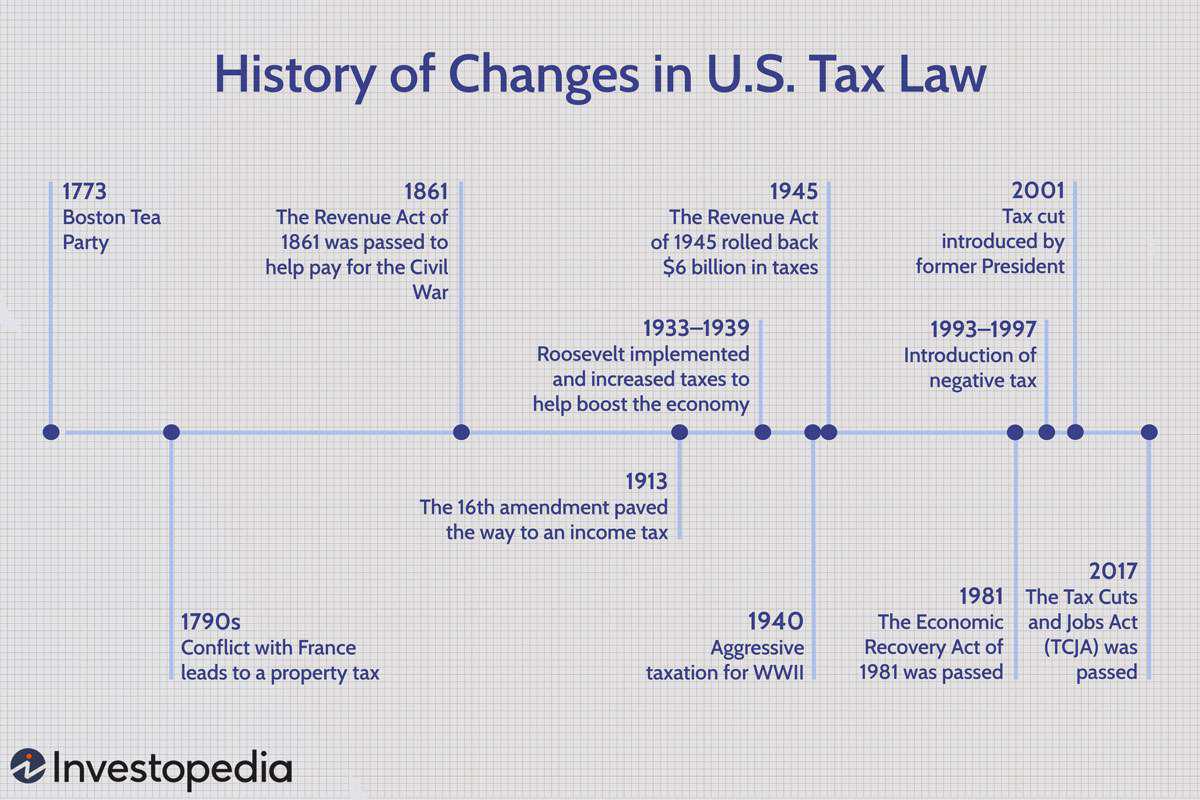 History of Changes in U.S. Tax Law
1773
Boston Tea
Party
1790s
Conflict with France
leads to a property tax
1861
The Revenue Act of
1861 was passed to
help pay for the Civil
War
1913
The 16th amendment paved
the way to an income tax
1933–1939
Roosevelt implemented
and increased taxes to
help boost the economy
1940
Aggressive
taxation for WWII
1945
The Revenue Act
of 1945 rolled back
$6 billion in taxes
1981
The Economic
Recovery Act of
1981 was passed
1993–1997
Introduction of
negative tax
2001
Tax cut
introduced by
former President
2017
The Tax Cuts
and Jobs Act
(TCJA) was
passed
Investopedia